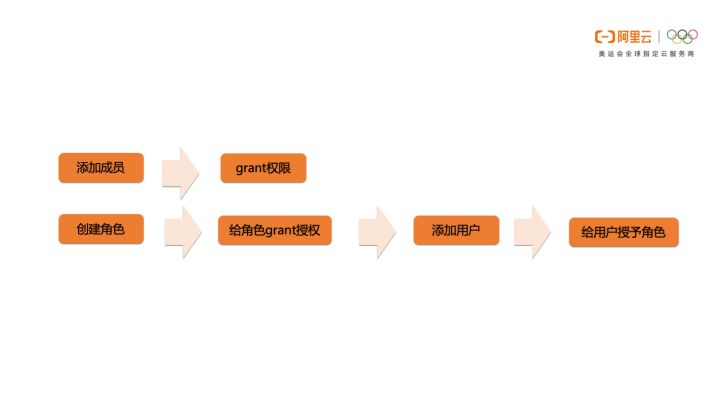 阿里云
奥运会全球指定云服务商
添加成员
grant权限
创建角色
给角色grant授权
添加用户
给用户授予角色